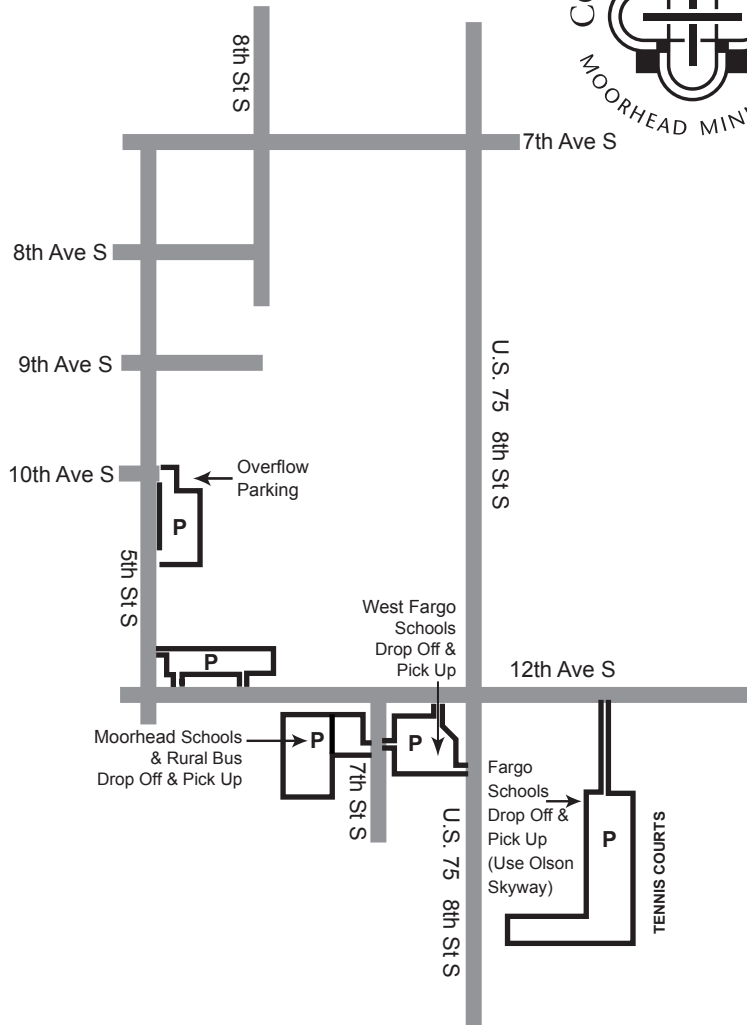 MOORHEAD MINN
8th St S
7th Ave S
8th Ave S
9th Ave S
U.S. 75 8th St S
10th Ave S
Overflow
Parking
P
5th St S
West Fargo
Schools
Drop Off &
Pick Up
P
12th Ave S
Moorhead Schools
& Rural Bus
Drop Off & Pick Up
P
P
7th St S
U.S. 75 8th St S
Fargo
Schools
Drop Off &
Pick Up
(Use Olson
Skyway)
P
TENNIS COURTS